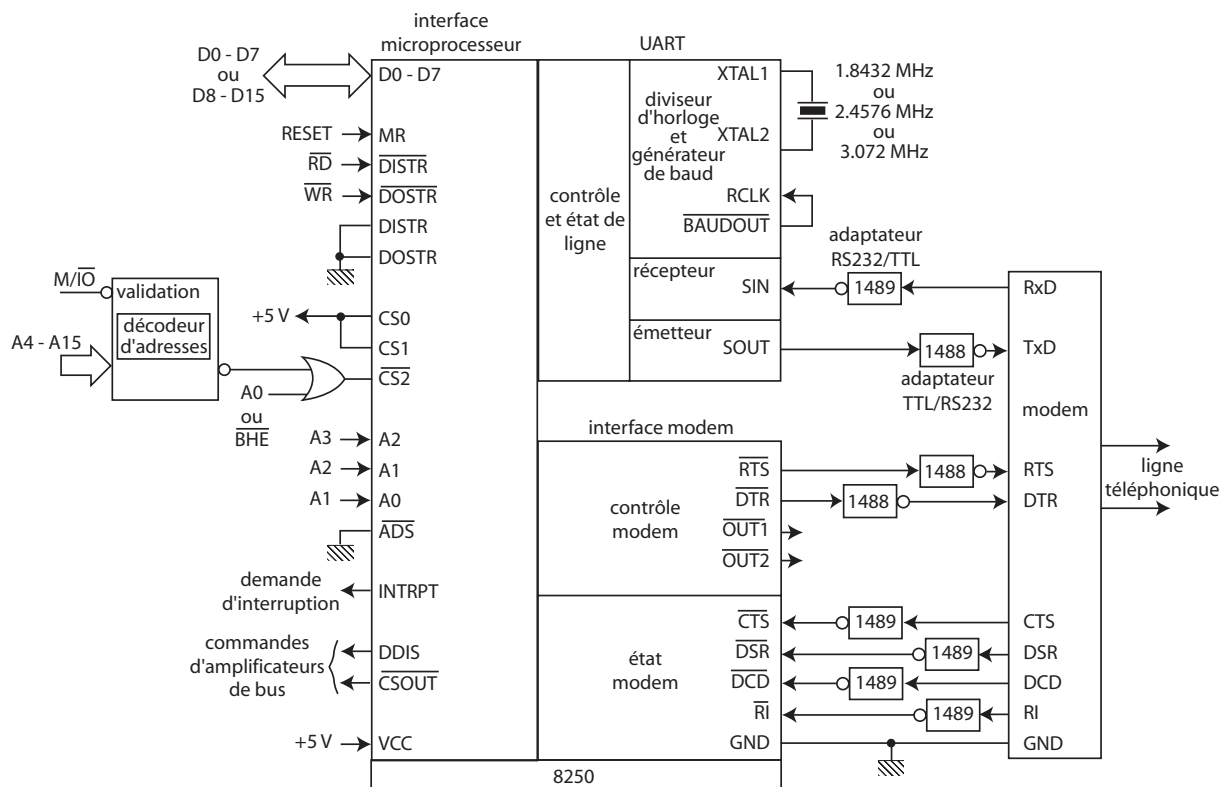 interface
microprocesseur
UART
D0 - D7
ou
D8 - D15
D0 - D7
RESET
MR
RD
DISTR
WR
DOSTR
DISTR
DOSTR
M/IO
validation
décodeur
d'adresses
A4 - A15
+5 V
CS0
CS1
CS2
A0
ou
BHE
A3
A2
A2
A1
A1
A0
ADS
demande
d'interruption
INTRPT
commandes
d'amplificateurs
de bus
DDIS
CSOUT
+5 V
VCC
8250
contrôle
et état de
ligne
diviseur
d'horloge
et
générateur
de baud
XTAL1
XTAL2
RCLK
BAUDOUT
1.8432 MHz
ou
2.4576 MHz
ou
3.072 MHz
récepteur
SIN
émetteur
SOUT
adaptateur
RS232/TTL
1489
RxD
1488
TxD
adaptateur
TTL/RS232
modem
interface modem
contrôle
modem
RTS
1488
RTS
DTR
1488
DTR
OUT1
OUT2
ligne
téléphonique
état
modem
CTS
1489
CTS
DSR
1489
DSR
DCD
1489
DCD
RI
1489
RI
GND
GND